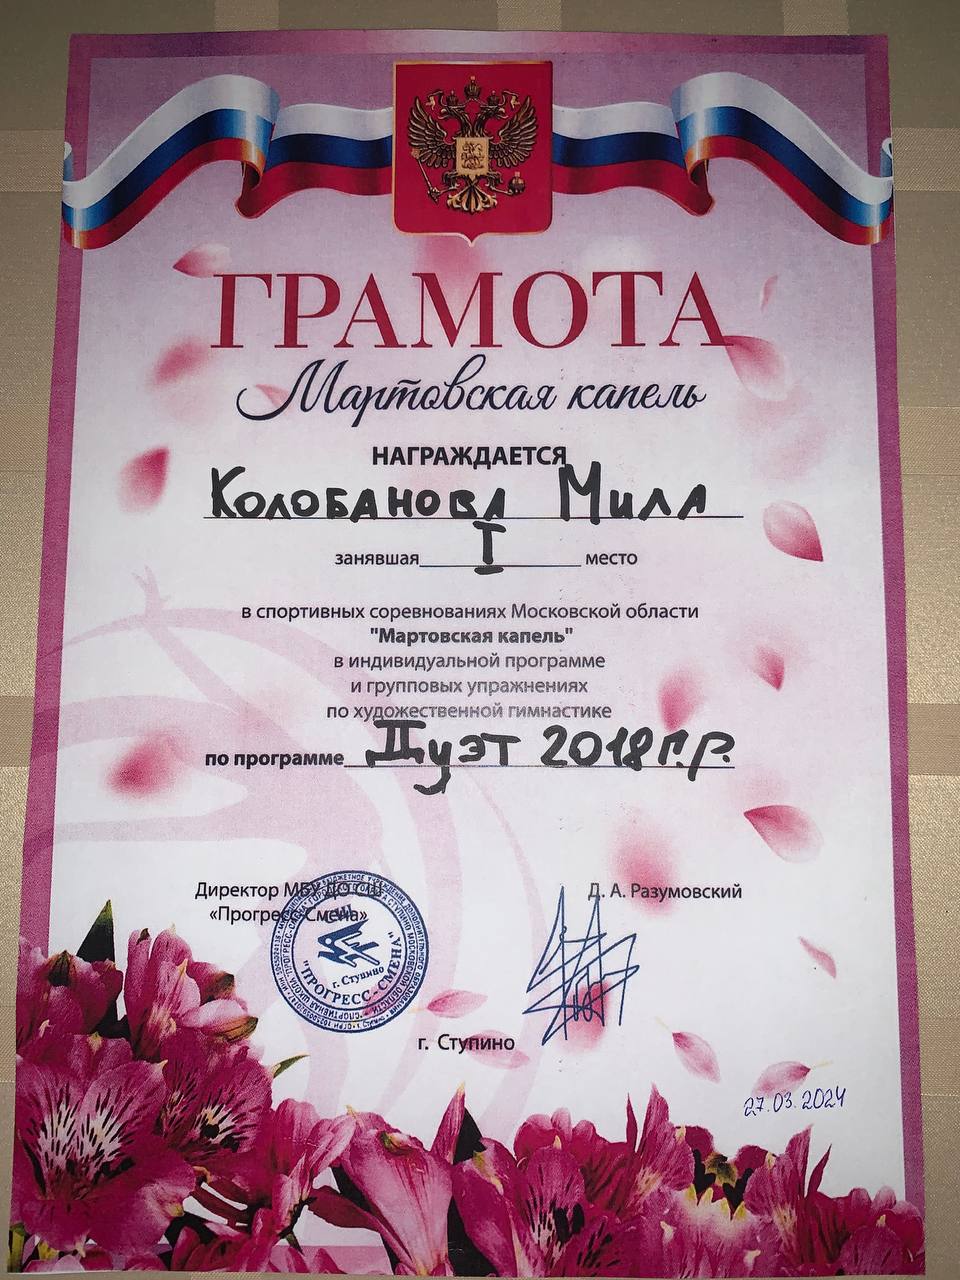 ГРАМОТА
Мартовская капель
НАГРАЖДАЕТСЯ
Колобанова Мила
занявшая I место
в спортивных соревнованиях Московской области
"Мартовская капель"
в индивидуальной программе
и групповых упражнениях
по художественной гимнастике
по программе Дуэт 2018г.р.
Директор МБУ ДО СШ Д. А. Разумовский
«Прогресс-Смена»
СШ
г. Ступино
"ПРОГРЕСС-СМЕНА"
г. Ступино
27.03.2024